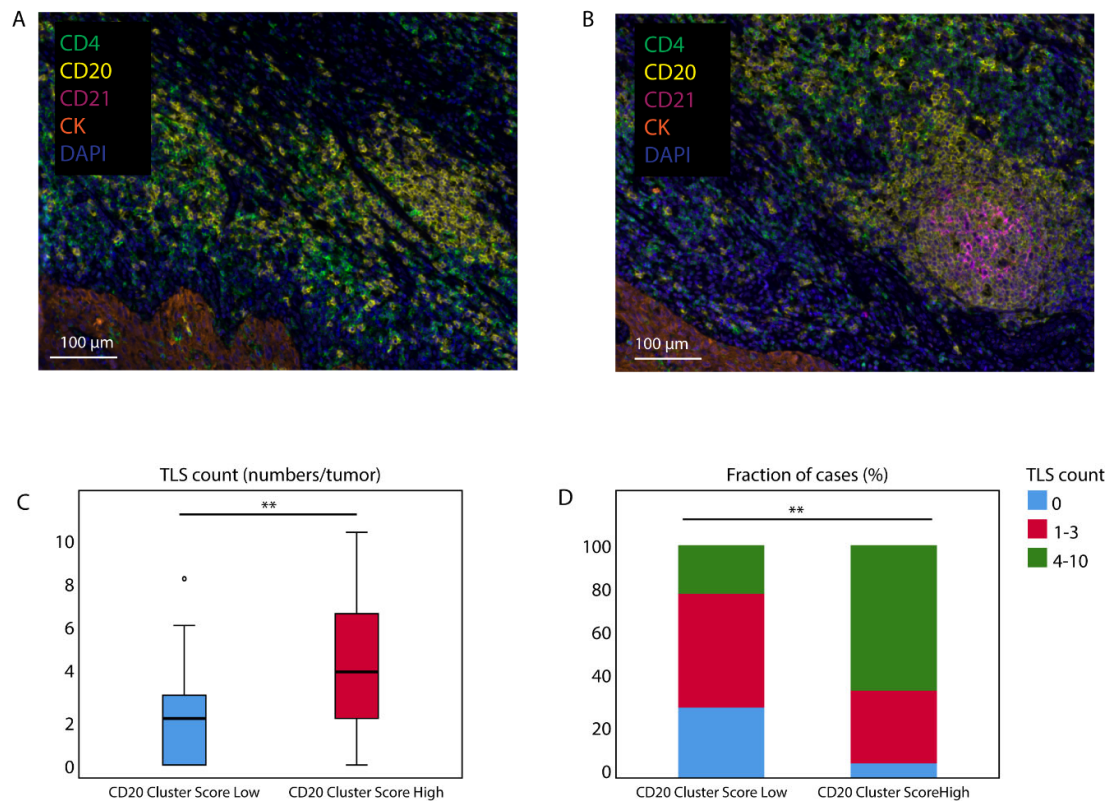 A
CD4
CD20
CD21
CK
DAPI
100 µm
B
CD4
CD20
CD21
CK
DAPI
100 µm
C
TLS count (numbers/tumor)
**
10
8
6
4
2
0
CD20 Cluster Score Low
CD20 Cluster Score High
D
Fraction of cases (%)
**
100
80
60
40
20
0
CD20 Cluster Score Low
CD20 Cluster ScoreHigh
TLS count
0
1-3
4-10